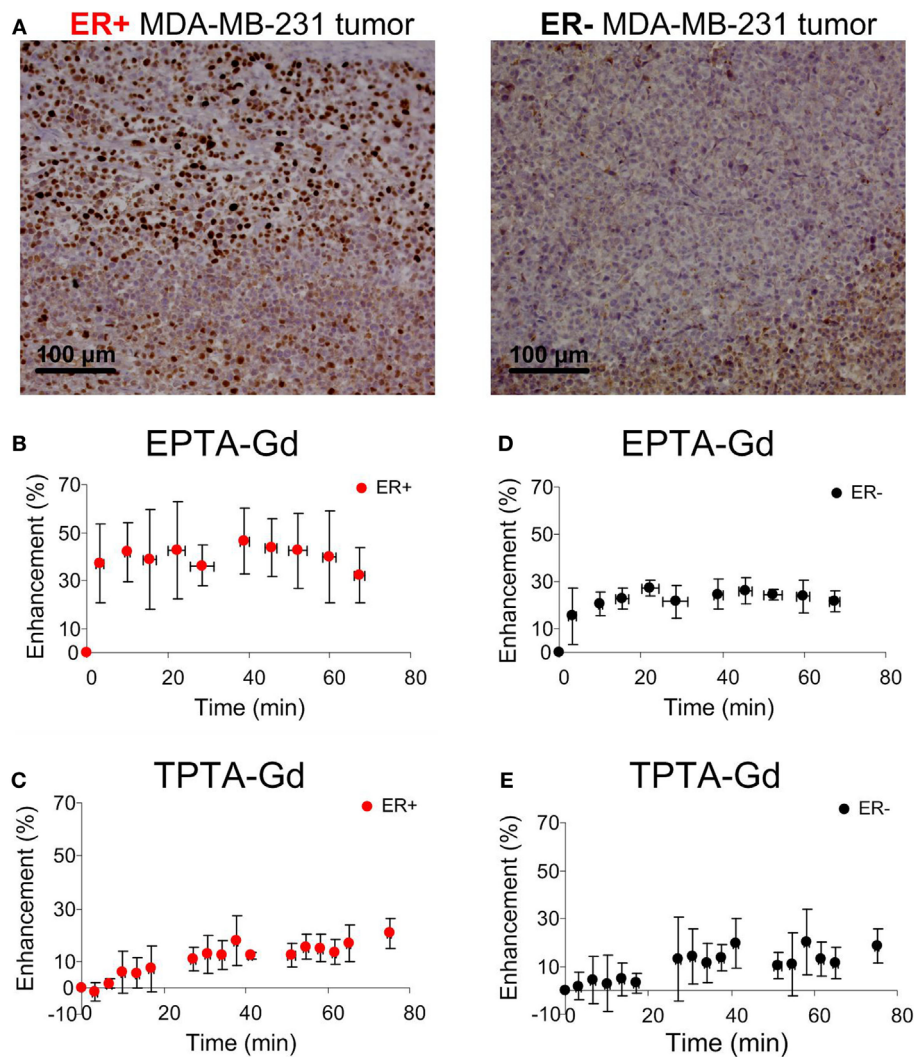 A ER+ MDA-MB-231 tumor ER- MDA-MB-231 tumor
100 µm 100 µm
B EPTA-Gd
Enhancement (%)
70
50
30
10
0
ER+
0 20 40 60 80
Time (min)
D EPTA-Gd
Enhancement (%)
70
50
30
10
0
ER-
0 20 40 60 80
Time (min)
C TPTA-Gd
Enhancement (%)
70
50
30
10
-10
ER+
0 20 40 60 80
Time (min)
E TPTA-Gd
Enhancement (%)
70
50
30
10
-10
ER-
0 20 40 60 80
Time (min)